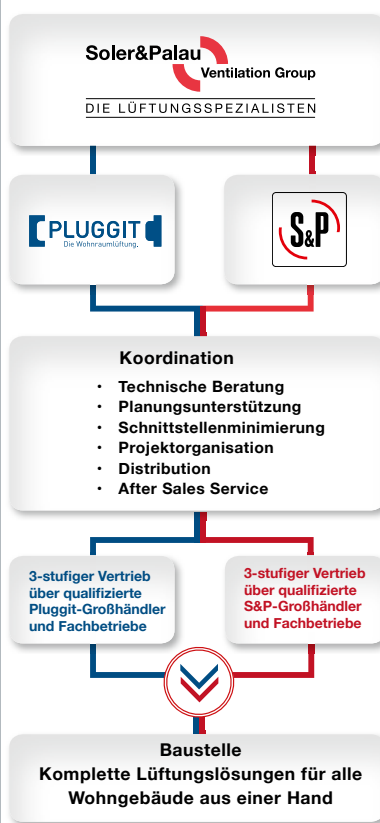 Soler&Palau
Ventilation Group
DIE LÜFTUNGSSPEZIALISTEN
PLUGGIT
Die Wohnraumlüftung.
S&P
Koordination
• Technische Beratung
• Planungsunterstützung
• Schnittstellenminimierung
• Projektorganisation
• Distribution
• After Sales Service
3-stufiger Vertrieb
über qualifizierte
Pluggit-Großhändler
und Fachbetriebe
3-stufiger Vertrieb
über qualifizierte
S&P-Großhändler
und Fachbetriebe
Baustelle
Komplette Lüftungslösungen für alle
Wohngebäude aus einer Hand